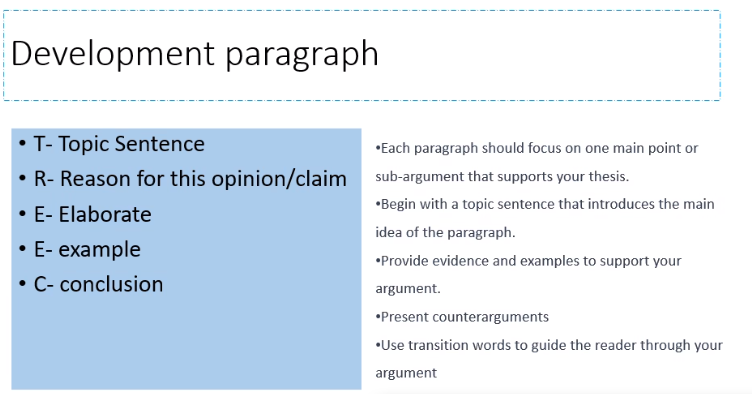 Development paragraph
• T- Topic Sentence
• R- Reason for this opinion/claim
• E- Elaborate
• E- example
• C- conclusion
•Each paragraph should focus on one main point or
sub-argument that supports your thesis.
•Begin with a topic sentence that introduces the main
idea of the paragraph.
•Provide evidence and examples to support your
argument.
•Present counterarguments
•Use transition words to guide the reader through your
argument